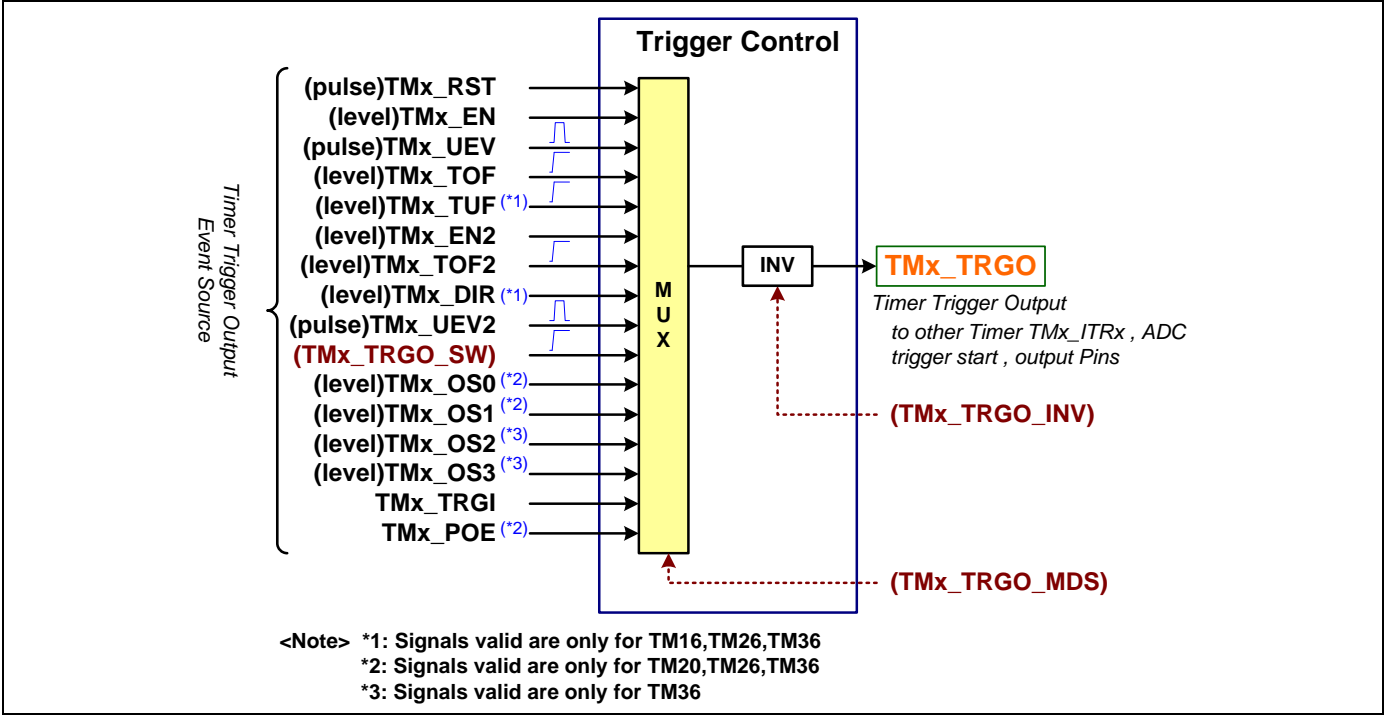 Trigger Control
Timer Trigger Output
Event Source
(pulse)TMx_RST
(level)TMx_EN
(pulse)TMx_UEV
(level)TMx_TOF
(level)TMx_TUF (*1)
(level)TMx_EN2
(level)TMx_TOF2
(level)TMx_DIR (*1)
(pulse)TMx_UEV2
(TMx_TRGO_SW)
(level)TMx_OS0 (*2)
(level)TMx_OS1 (*2)
(level)TMx_OS2 (*3)
(level)TMx_OS3 (*3)
TMx_TRGI
TMx_POE (*2)
M
U
X
INV
TMx_TRGO
Timer Trigger Output
to other Timer TMx_ITRx , ADC
trigger start , output Pins
(TMx_TRGO_INV)
(TMx_TRGO_MDS)
<Note> *1: Signals valid are only for TM16,TM26,TM36
*2: Signals valid are only for TM20,TM26,TM36
*3: Signals valid are only for TM36